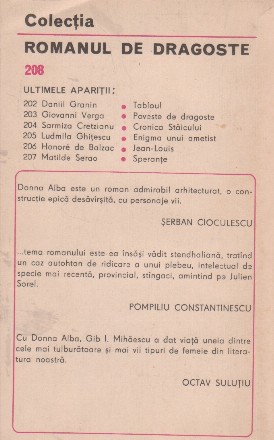 Colecția
ROMANUL DE DRAGOSTE
208
ULTIMELE APARIȚII:
202 Daniil Granin • Tabloul
203 Giovanni Verga • Poveste de dragoste
204 Sarmiza Cretzianu • Cronica Stăicului
205 Ludmila Ghițescu • Enigma unui ametist
206 Honoré de Balzac • Jean-Louis
207 Matilde Serao • Speranțe
Donna Alba este un roman admirabil arhitecturat, o con-
strucție epică desăvîrșită, cu personaje vii.
ȘERBAN CIOCULESCU
...tema romanului este ea însăși vădit stendhaliană, tratînd
un caz autohton de ridicare a unui plebeu, intelectual de
specie mai recentă, provincial, stîngaci, amintind pe Julien
Sorel.
POMPILIU CONSTANTINESCU
Cu Donna Alba, Gib I. Mihăescu a dat viață uneia dintre
cele mai tulburătoare și mai vii tipuri de femeie din litera-
tura noastră.
OCTAV SULUȚIU